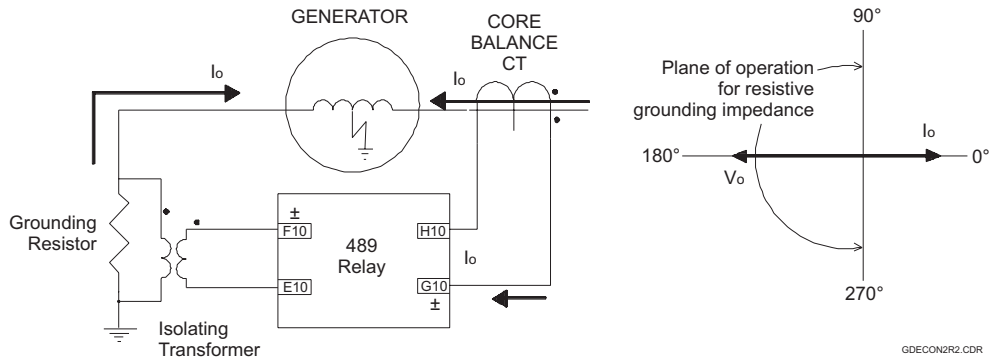 GENERATOR
CORE
BALANCE
CT
Io
Io
Grounding
Resistor
±
F10
E10
489
Relay
H10
G10
±
Io
Isolating
Transformer
90°
Plane of operation
for resistive
grounding impedance
Io
180°
0°
Vo
270°
GDECON2R2.CDR